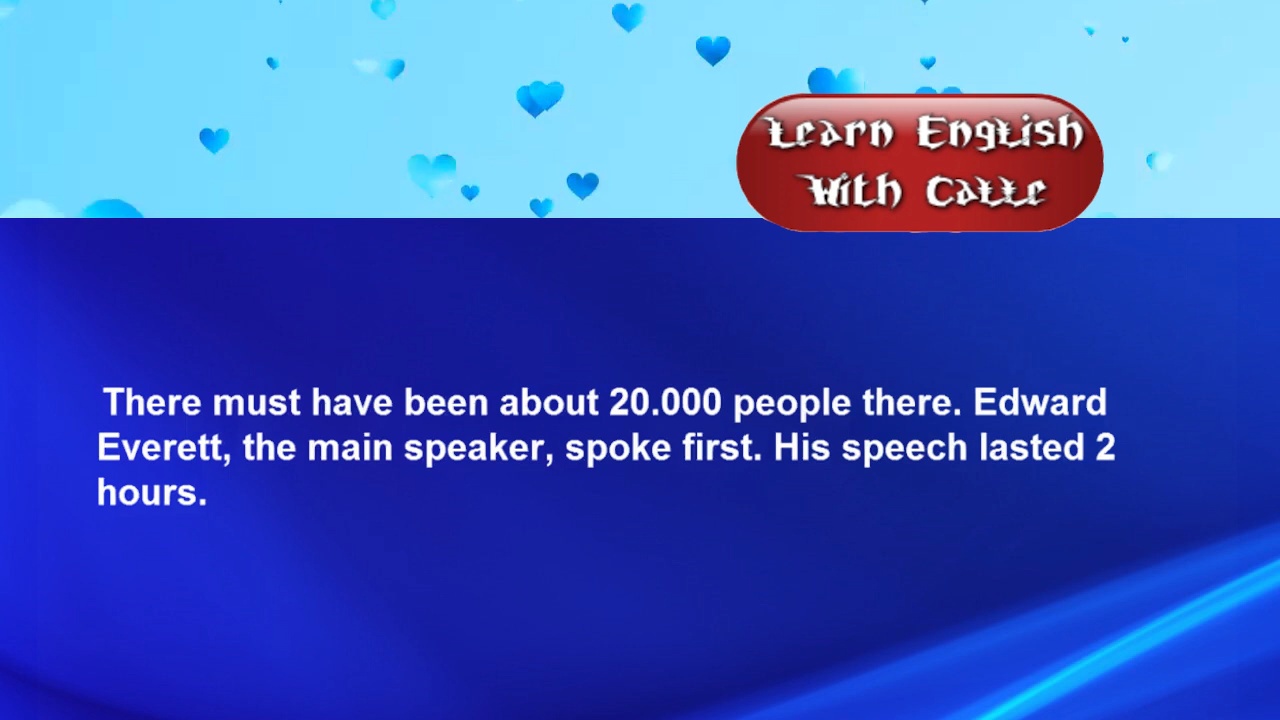 Learn English
With Calle
There must have been about 20.000 people there. Edward
Everett, the main speaker, spoke first. His speech lasted 2
hours.